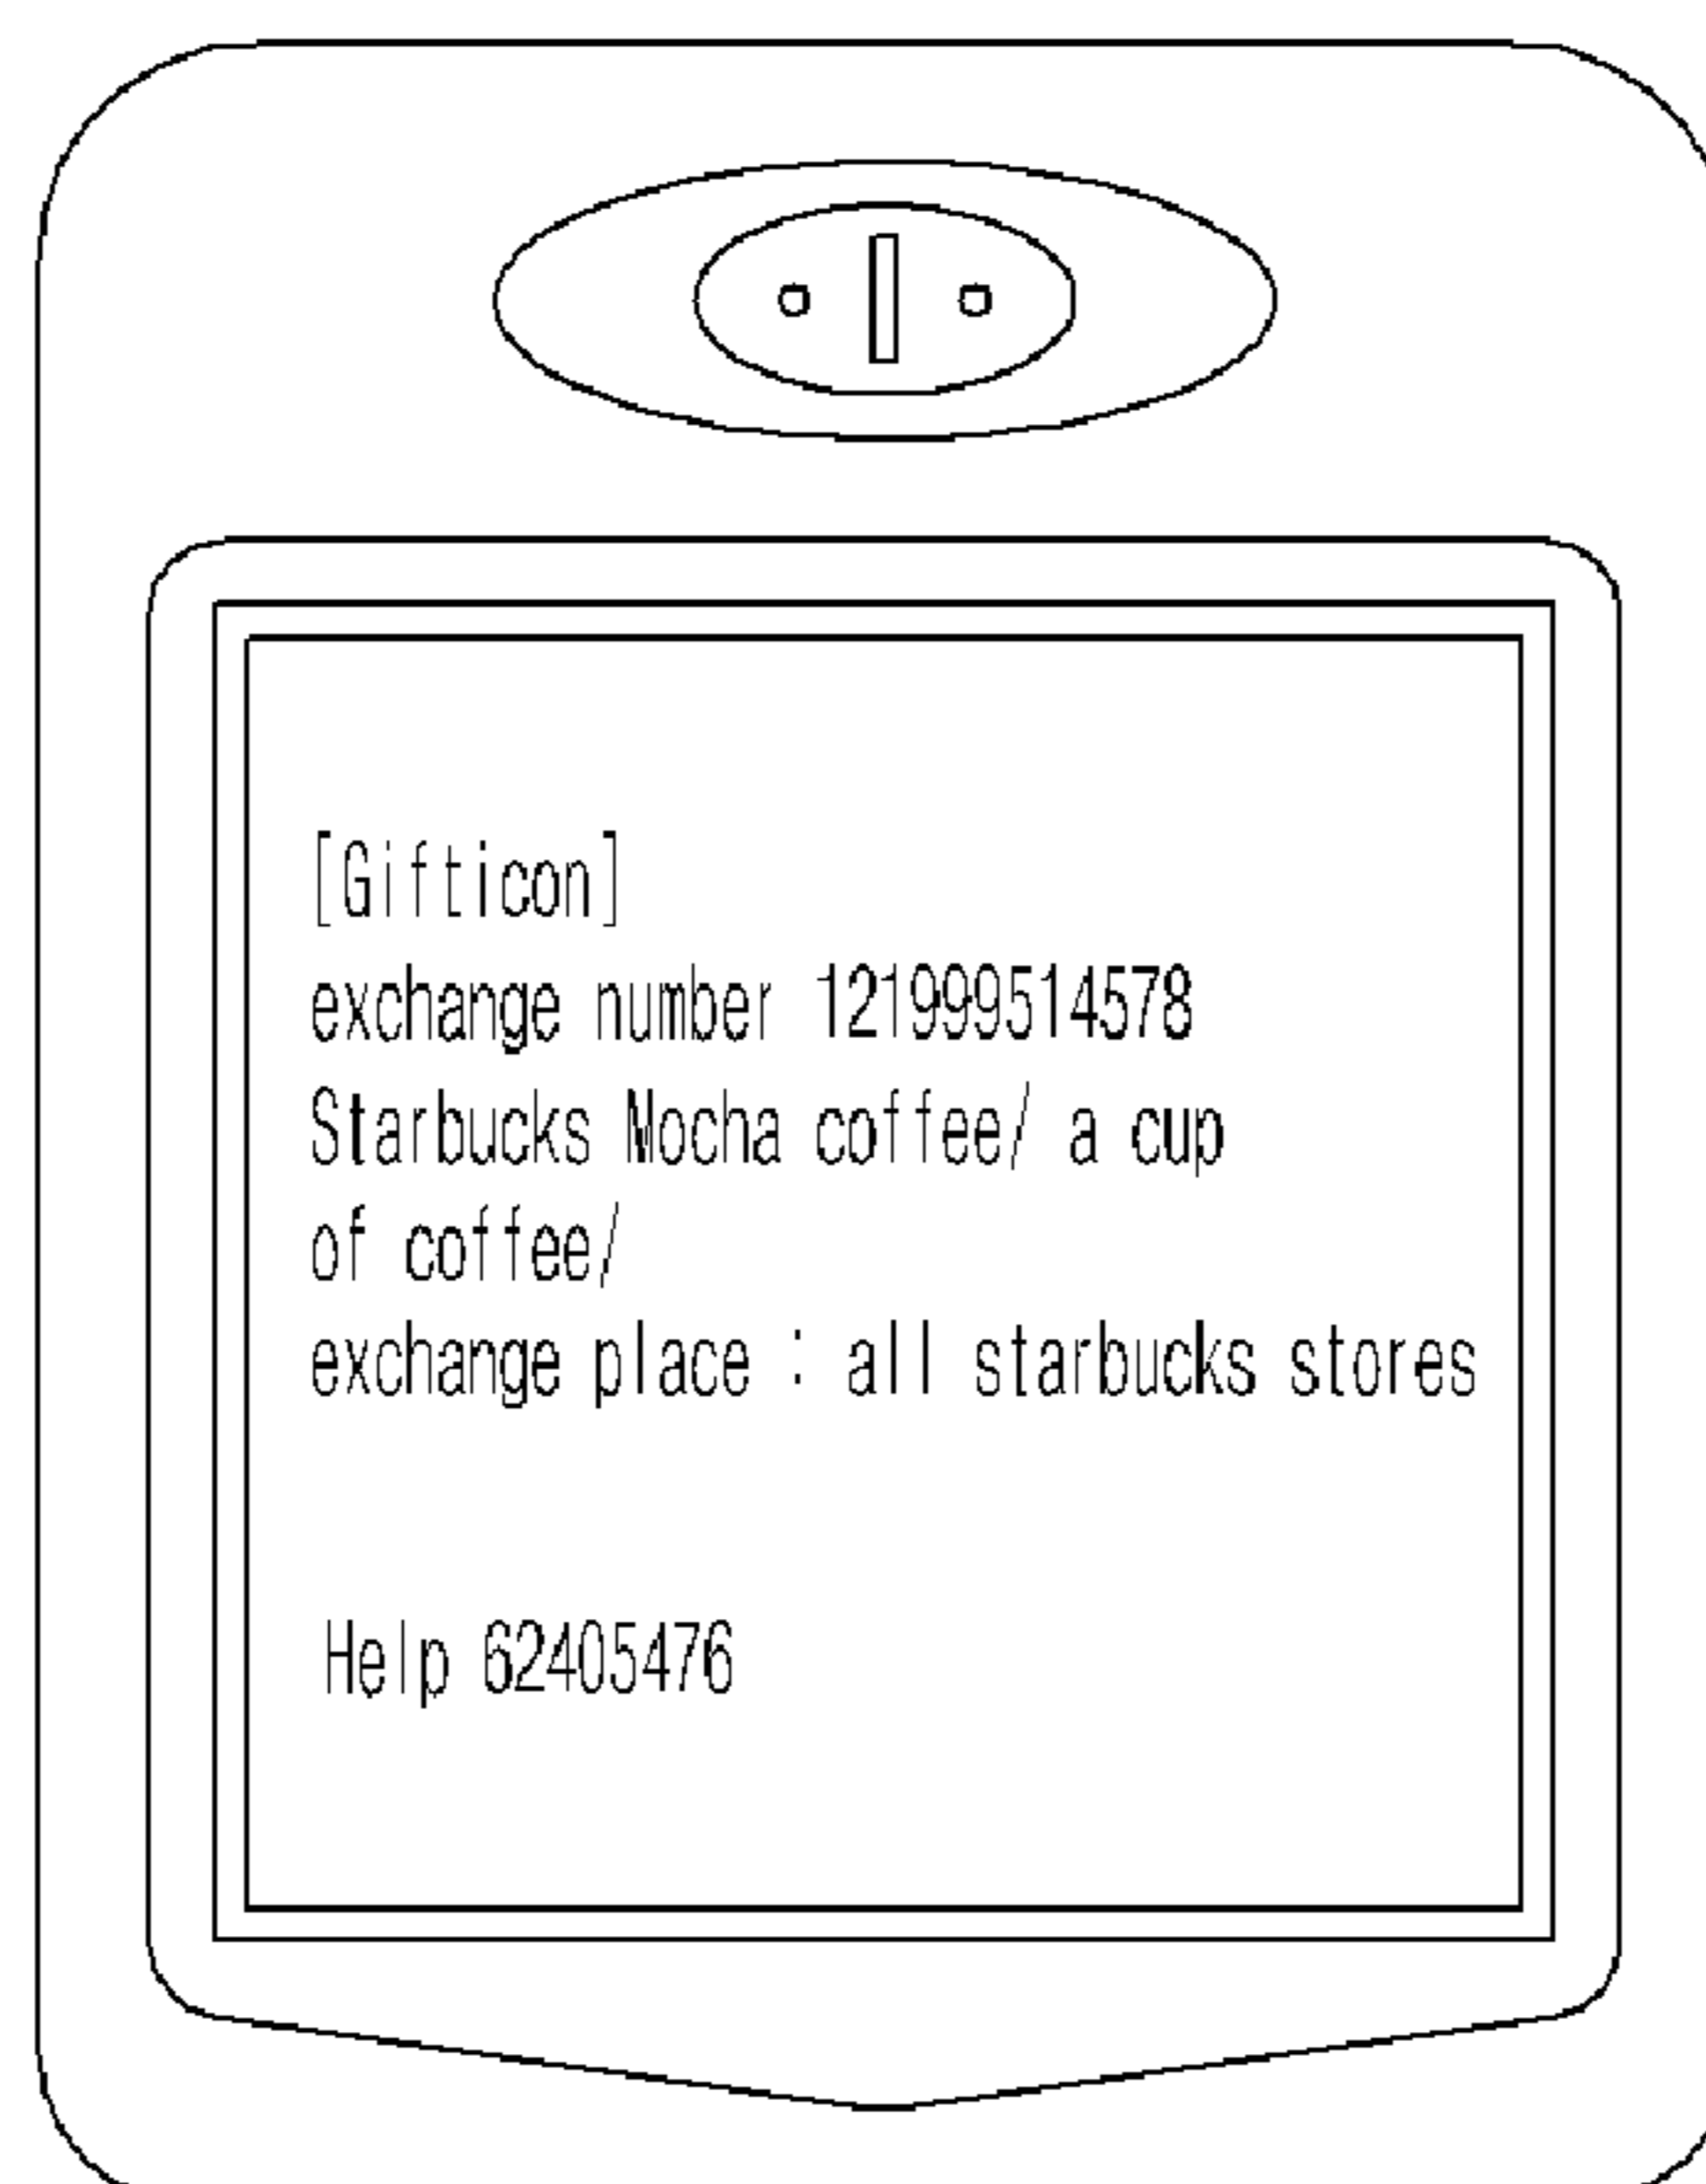 [Gifticon]
exchange number 121999514578
Starbucks Mocha coffee/ a cup
of coffee/
exchange place : all starbucks stores
Help 62405476